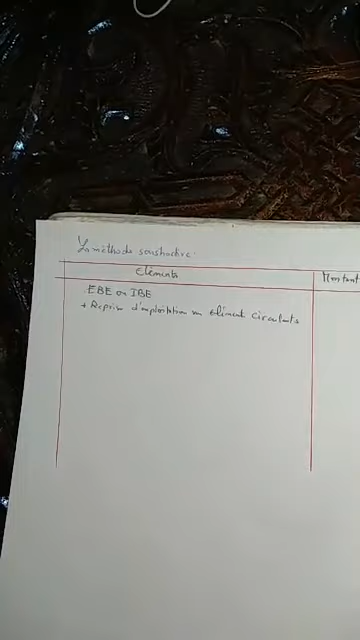 La méthode soustractive:
Eléments
Montant
EBE ou IBE
+ Reprise d'exploitation sur élément circulants